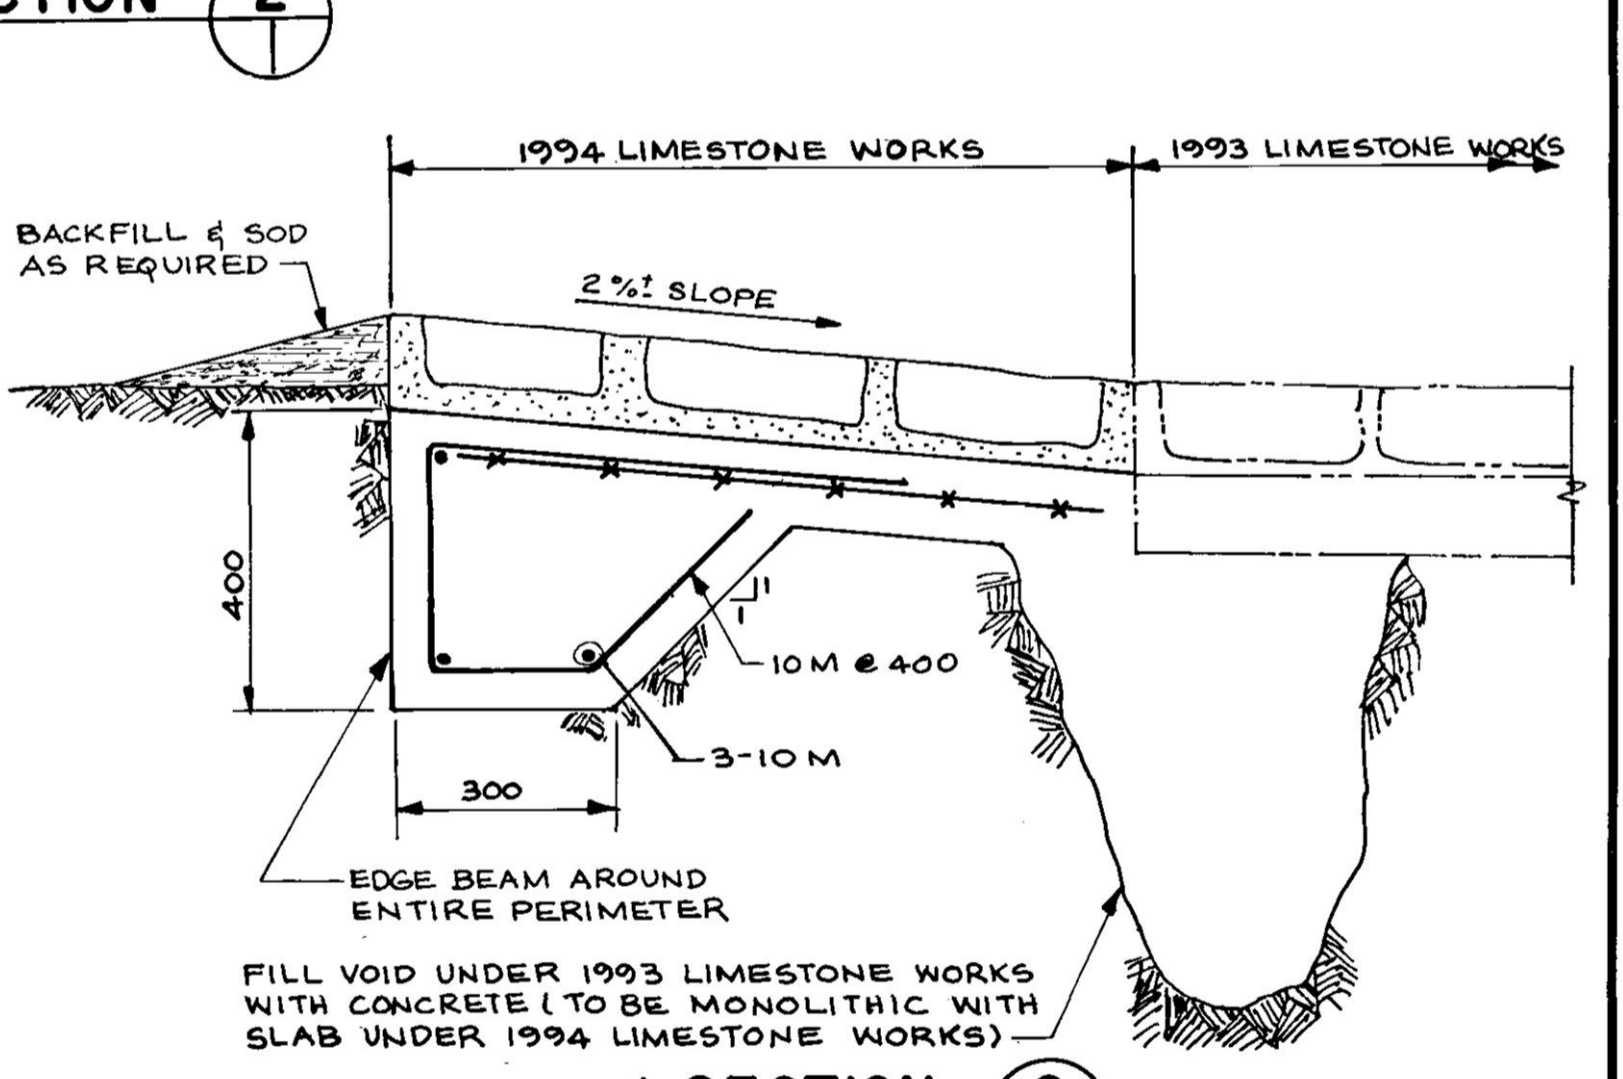 1994 LIMESTONE WORKS
1993 LIMESTONE WORKS
BACKFILL & SOD
AS REQUIRED
2%± SLOPE
400
1
1
10M @ 400
3-10M
300
EDGE BEAM AROUND
ENTIRE PERIMETER
FILL VOID UNDER 1993 LIMESTONE WORKS
WITH CONCRETE (TO BE MONOLITHIC WITH
SLAB UNDER 1994 LIMESTONE WORKS)